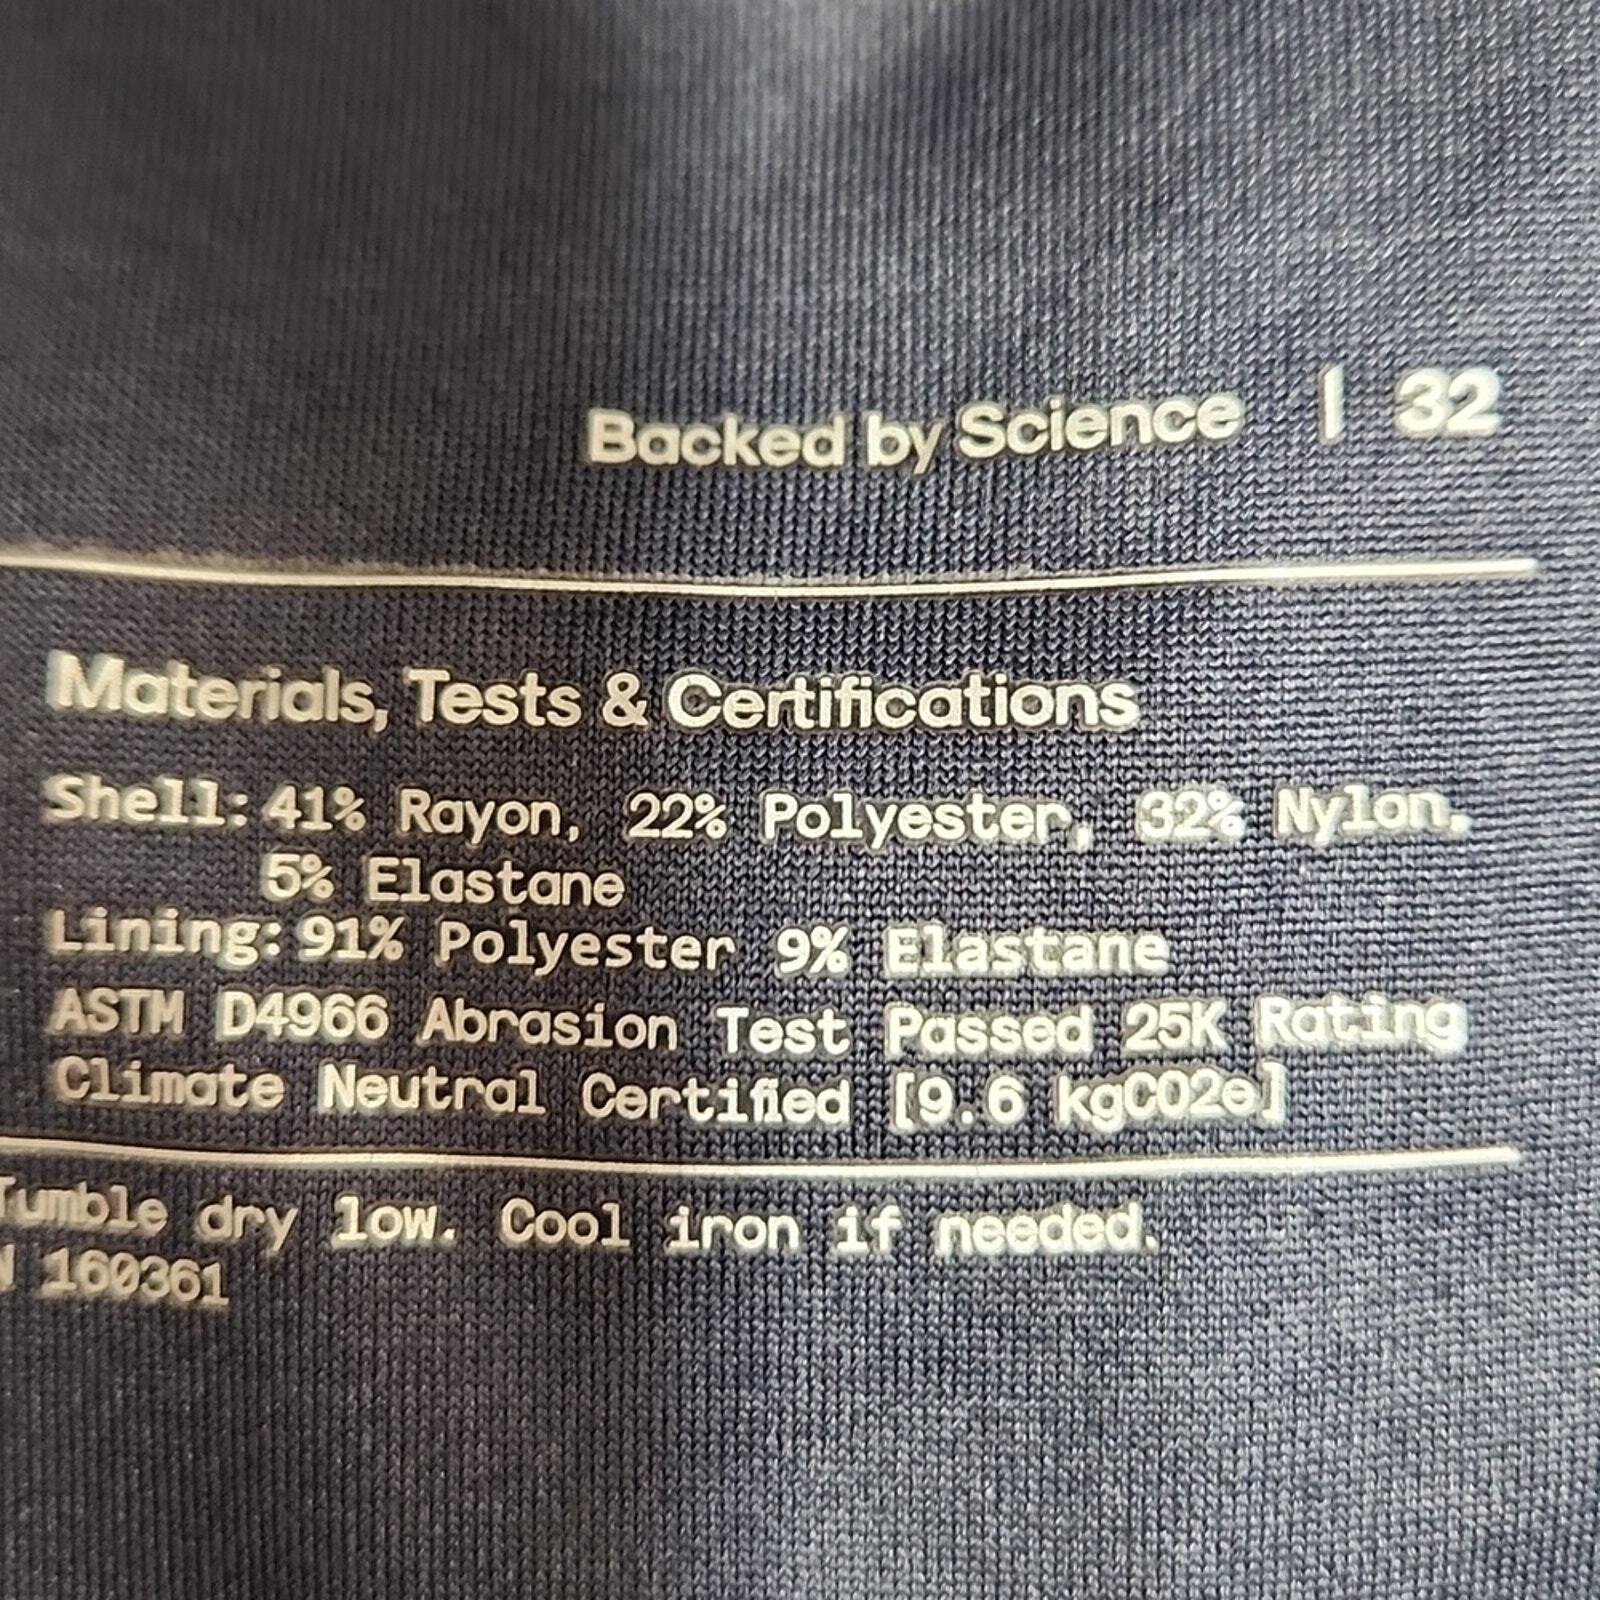 Backed by Science | 32
Materials, Tests & Certifications
Shell: 41% Rayon, 22% Polyester, 32% Nylon,
5% Elastane
Lining: 91% Polyester 9% Elastane
ASTM D4966 Abrasion Test Passed 25K Rating
Climate Neutral Certified [9.6 kgCO2e]
Tumble dry low. Cool iron if needed.
N 160361